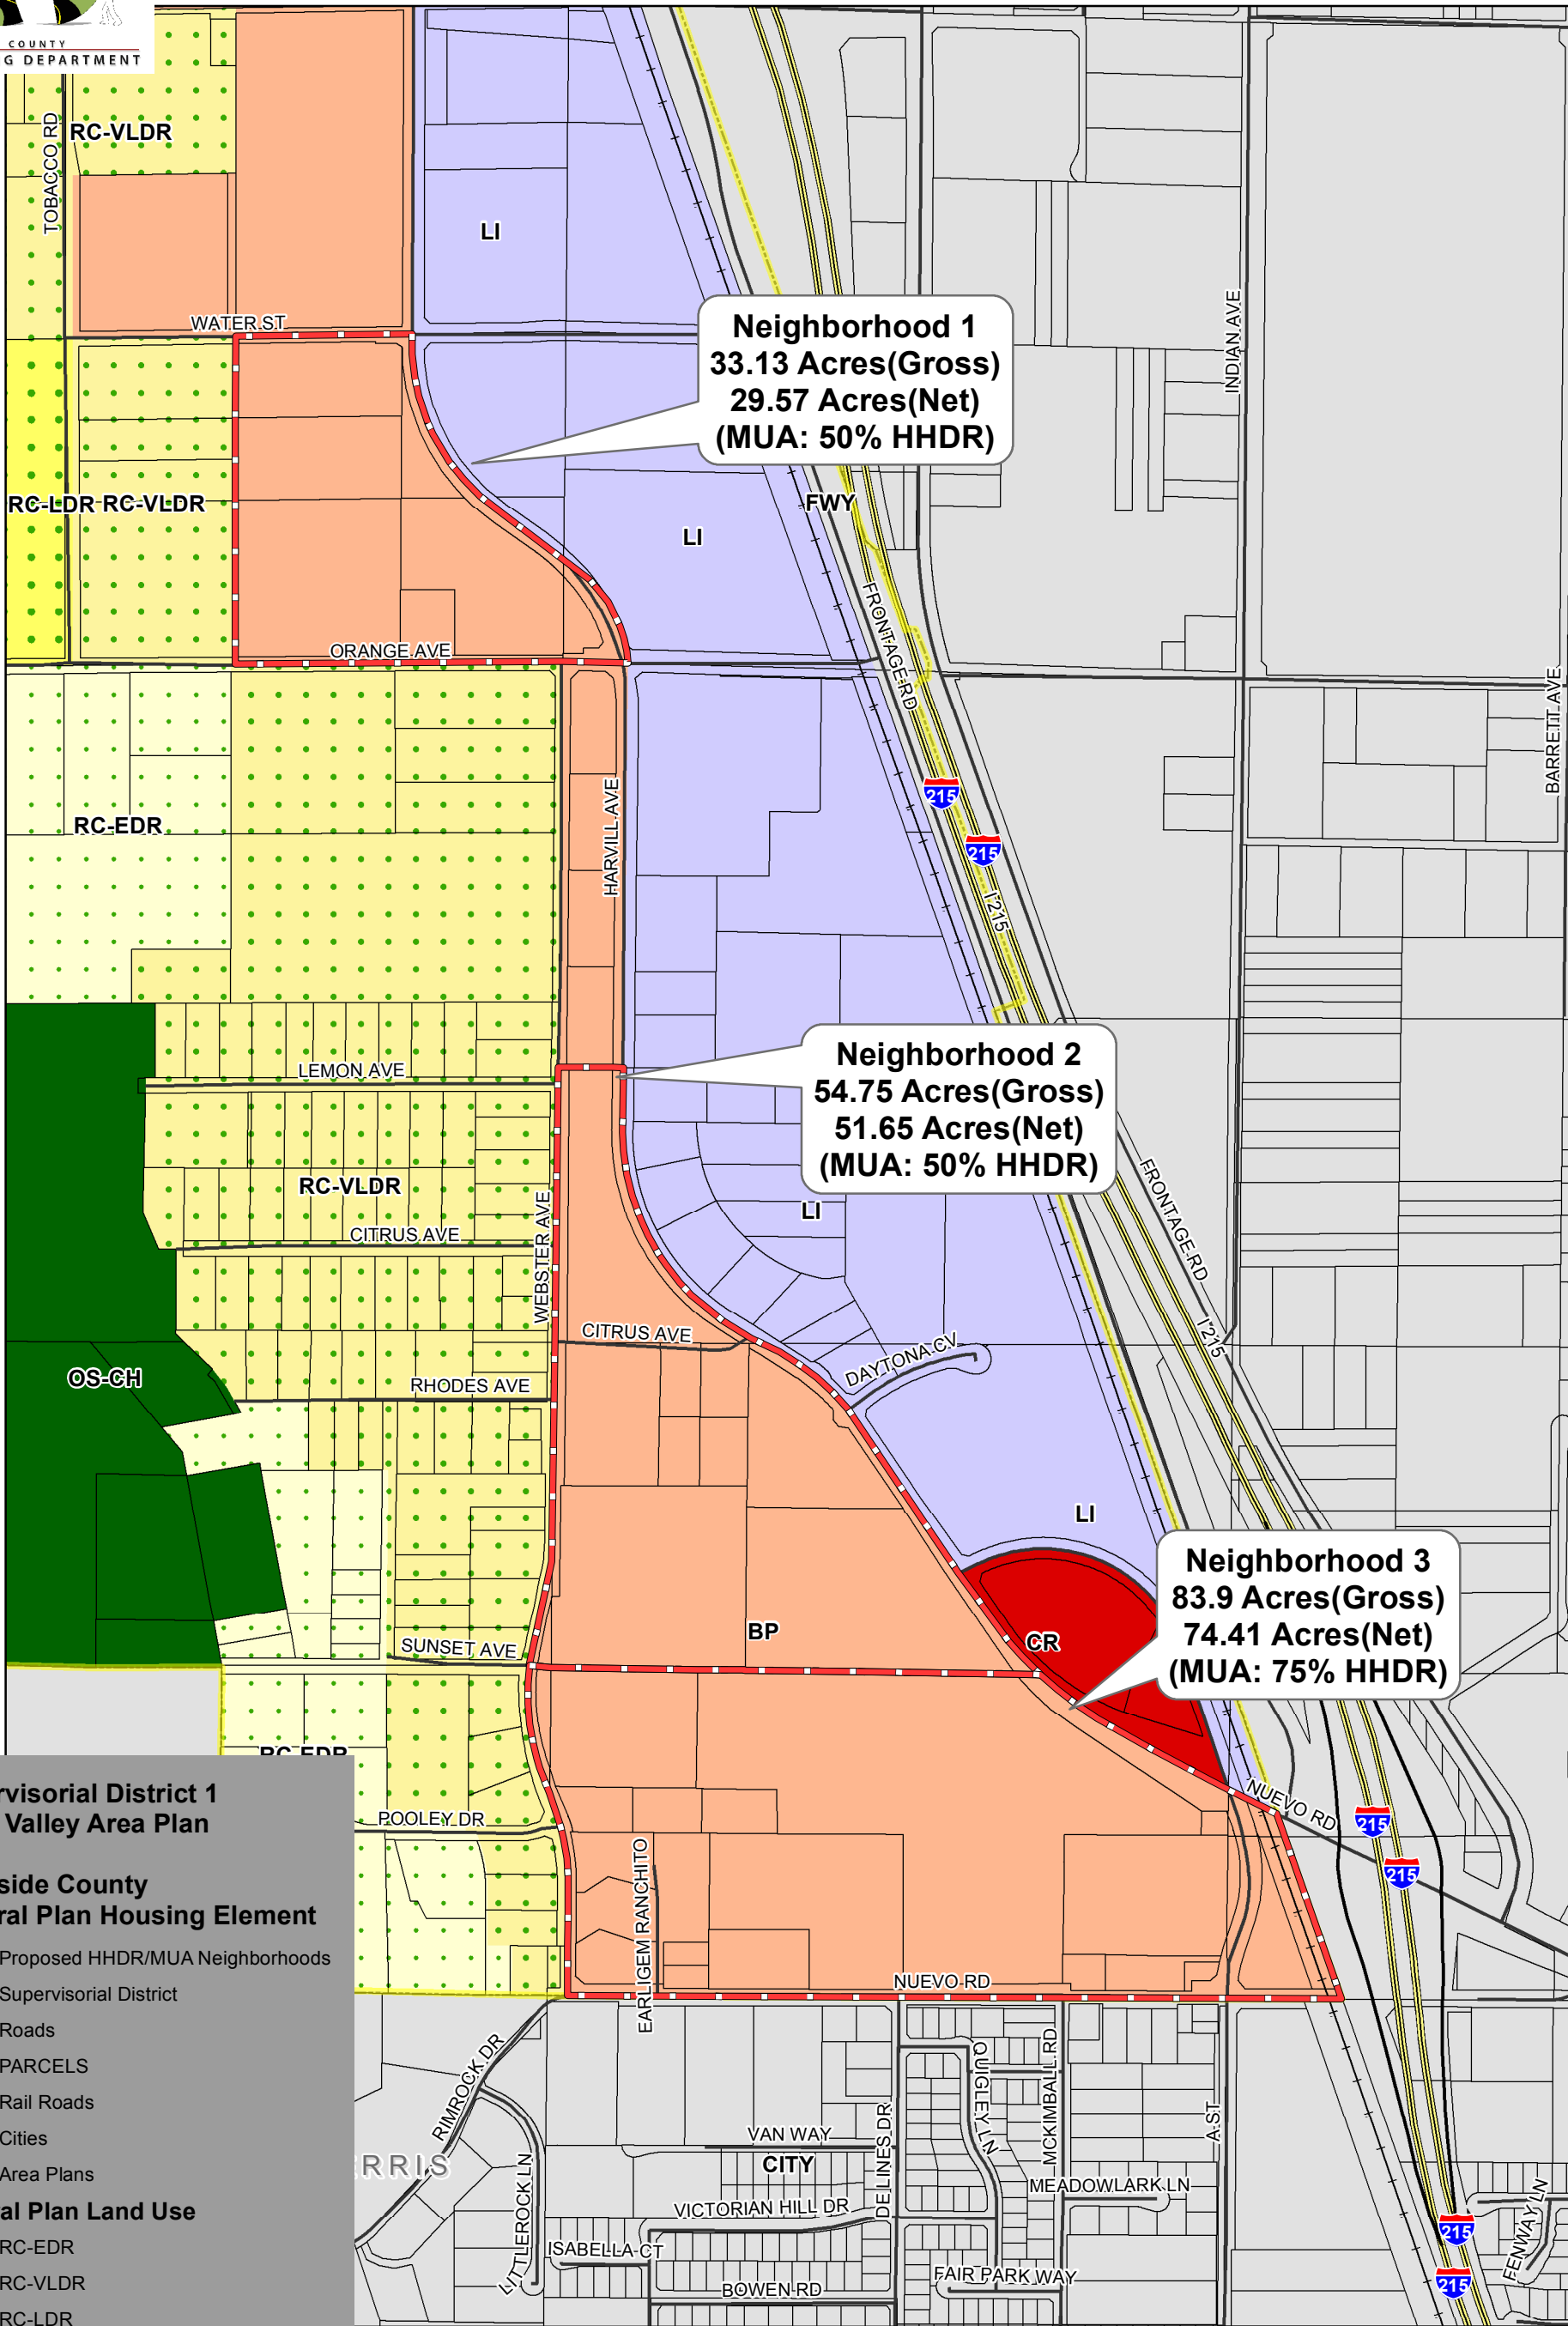 COUNTY
G DEPARTMENT
TOBACCO RD
RC-VLDR
LI
WATER ST
INDIAN AVE
Neighborhood 1
33.13 Acres(Gross)
29.57 Acres(Net)
(MUA: 50% HHDR)
RC-LDR
RC-VLDR
FWY
LI
FRONTAGE RD
ORANGE AVE
BARRETT AVE
RC-EDR
HARVILL AVE
215
215
I 215
Neighborhood 2
54.75 Acres(Gross)
51.65 Acres(Net)
(MUA: 50% HHDR)
LEMON AVE
RC-VLDR
LI
FRONTAGE RD
CITRUS AVE
WEBSTER AVE
CITRUS AVE
I 215
DAYTONA CV
OS-CH
RHODES AVE
LI
Neighborhood 3
83.9 Acres(Gross)
74.41 Acres(Net)
(MUA: 75% HHDR)
BP
CR
SUNSET AVE
RC-EDR
NUEVO RD
215
215
POOLEY DR
EARLIGEM RANCHITO
NUEVO RD
rvisorial District 1
Valley Area Plan
side County
ral Plan Housing Element
Proposed HHDR/MUA Neighborhoods
Supervisorial District
Roads
PARCELS
Rail Roads
Cities
Area Plans
al Plan Land Use
RC-EDR
RC-VLDR
RC-LDR
RIMROCK DR
QUIGLEY LN
MCKIMBALL RD
A ST
VAN WAY
CITY
DE LINES DR
RRIS
LITTLEROCK LN
MEADOWLARK LN
VICTORIAN HILL DR
ISABELLA CT
FAIR PARK WAY
BOWEN RD
215
215
FENWAY LN